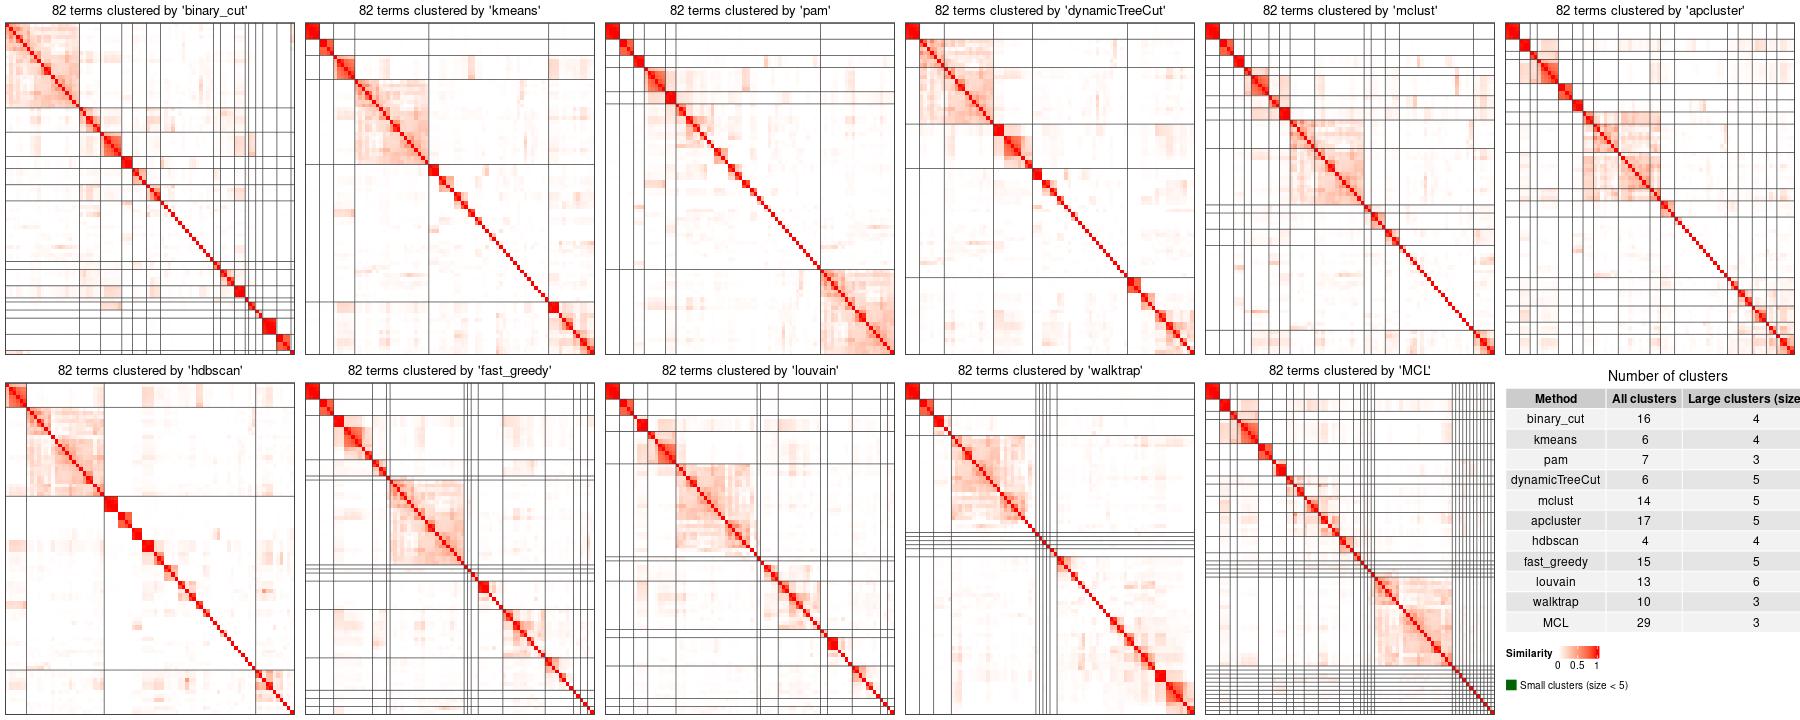 82 terms clustered by 'binary_cut'
82 terms clustered by 'kmeans'
82 terms clustered by 'pam'
82 terms clustered by 'dynamicTreeCut'
82 terms clustered by 'mclust'
82 terms clustered by 'apcluster'
82 terms clustered by 'hdbscan'
82 terms clustered by 'fast_greedy'
82 terms clustered by 'louvain'
82 terms clustered by 'walktrap'
82 terms clustered by 'MCL'
Number of clusters
Method All clusters Large clusters (size
binary_cut 16 4
kmeans 6 4
pam 7 3
dynamicTreeCut 6 5
mclust 14 5
apcluster 17 5
hdbscan 4 4
fast_greedy 15 5
louvain 13 6
walktrap 10 3
MCL 29 3
Similarity
0 0.5 1
Small clusters (size < 5)